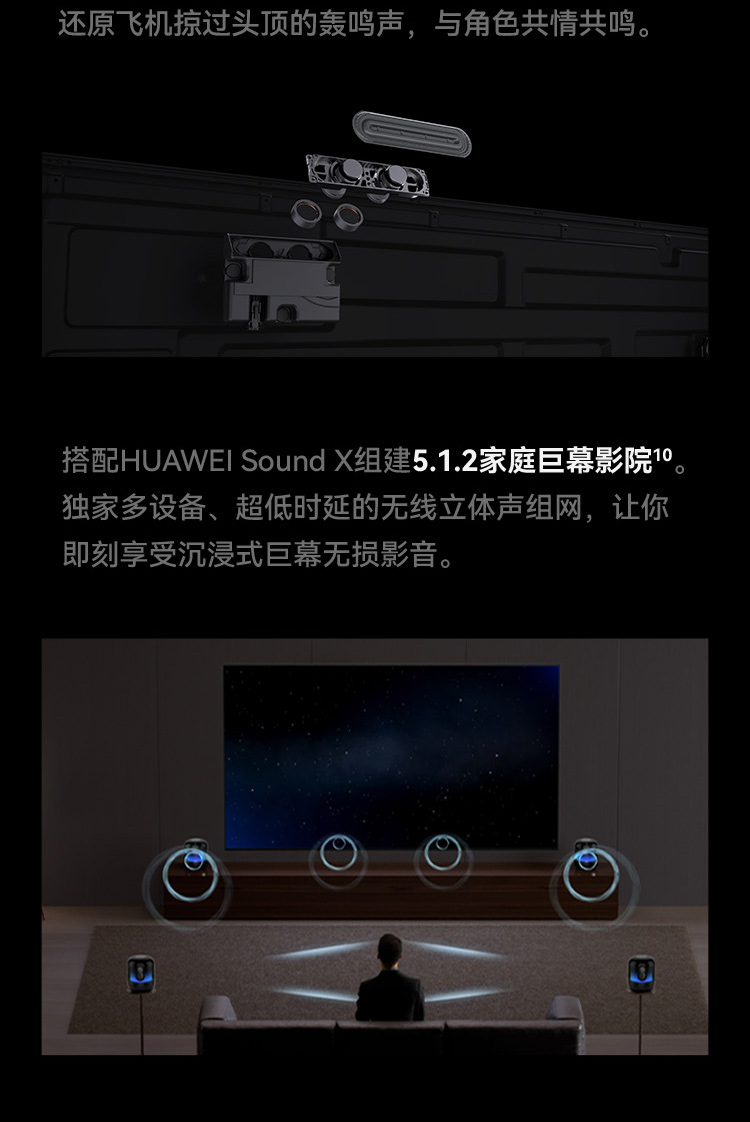 还原飞机掠过头顶的轰鸣声，与角色共情共鸣。
搭配HUAWEI Sound X组建5.1.2家庭巨幕影院¹⁰。
独家多设备、超低时延的无线立体声组网，让你
即刻享受沉浸式巨幕无损影音。